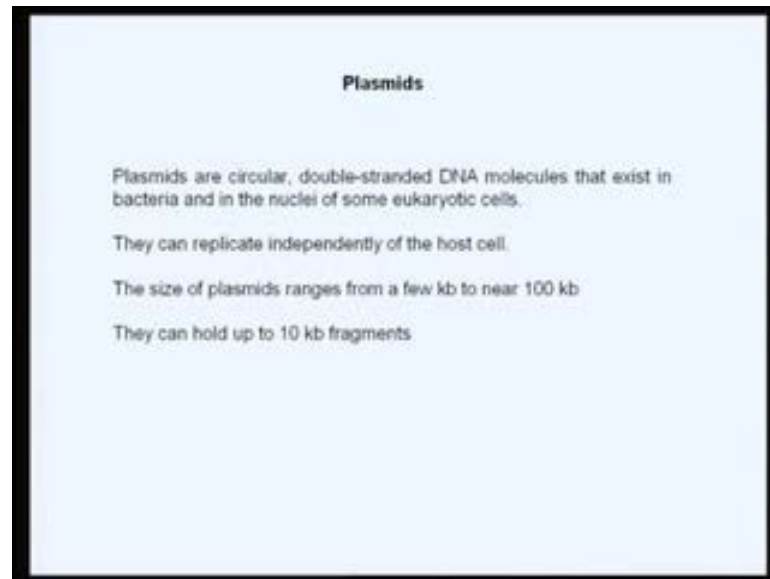 Plasmids
Plasmids are circular, double-stranded DNA molecules that exist in
bacteria and in the nuclei of some eukaryotic cells.
They can replicate independently of the host cell.
The size of plasmids ranges from a few kb to near 100 kb
They can hold up to 10 kb fragments